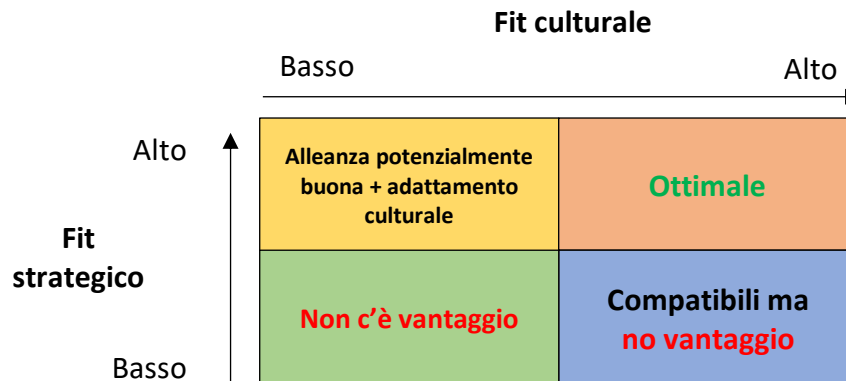 Fit culturale
Basso
Alto
Alto
Alleanza potenzialmente
buona + adattamento
culturale
Ottimale
Fit
strategico
Non c’è vantaggio
Compatibili ma
no vantaggio
Basso